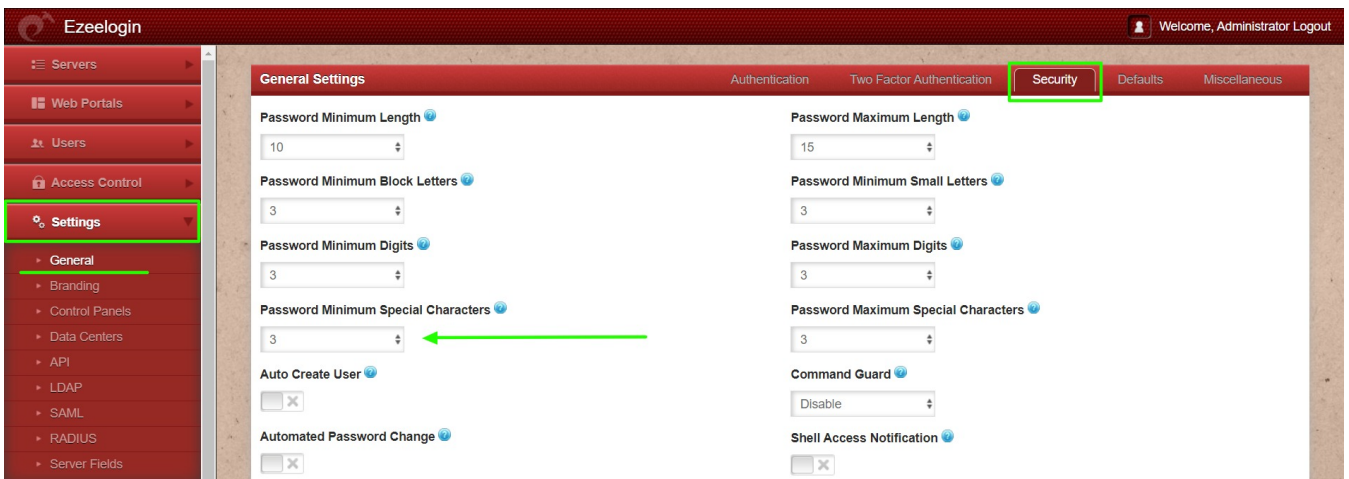 Ezeelogin
Welcome, Administrator Logout
Servers
Web Portals
Users
Access Control
Settings
General
Branding
Control Panels
Data Centers
API
LDAP
SAML
RADIUS
Server Fields
General Settings
Authentication
Two Factor Authentication
Security
Defaults
Miscellaneous
Password Minimum Length
Password Maximum Length
10
15
Password Minimum Block Letters
Password Minimum Small Letters
3
3
Password Minimum Digits
Password Maximum Digits
3
3
Password Minimum Special Characters
Password Maximum Special Characters
3
3
Auto Create User
Command Guard
Disable
Automated Password Change
Shell Access Notification